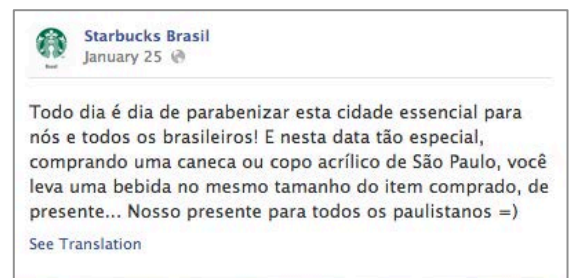 Starbucks Brasil
January 25
Todo dia é dia de parabenizar esta cidade essencial para
nós e todos os brasileiros! E nesta data tão especial,
comprando uma caneca ou copo acrílico de São Paulo, você
leva uma bebida no mesmo tamanho do item comprado, de
presente... Nosso presente para todos os paulistanos =)
See Translation